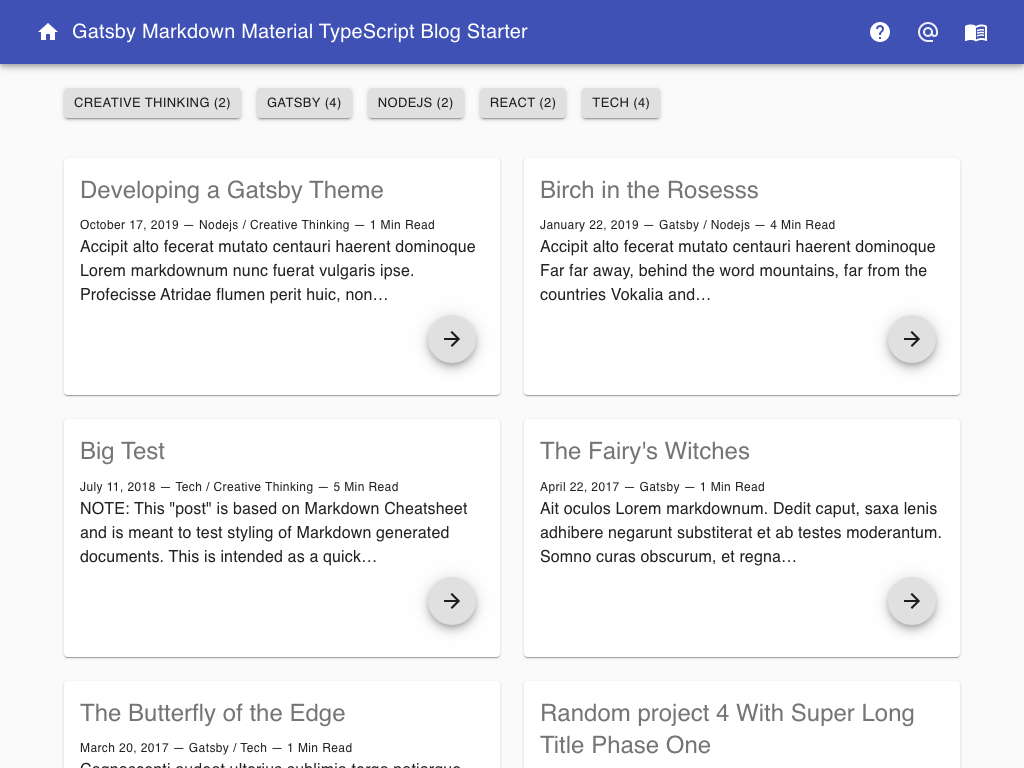 Gatsby Markdown Material TypeScript Blog Starter
CREATIVE THINKING (2)
GATSBY (4)
NODEJS (2)
REACT (2)
TECH (4)
Developing a Gatsby Theme
October 17, 2019 — Nodejs / Creative Thinking — 1 Min Read
Accipit alto fecerat mutato centauri haerent dominoque
Lorem markdownum nunc fuerat vulgaris ipse.
Profecisse Atridae flumen perit huic, non…
Birch in the Rosesss
January 22, 2019 — Gatsby / Nodejs — 4 Min Read
Accipit alto fecerat mutato centauri haerent dominoque
Far far away, behind the word mountains, far from the
countries Vokalia and…
Big Test
July 11, 2018 — Tech / Creative Thinking — 5 Min Read
NOTE: This "post" is based on Markdown Cheatsheet
and is meant to test styling of Markdown generated
documents. This is intended as a quick…
The Fairy's Witches
April 22, 2017 — Gatsby — 1 Min Read
Ait oculos Lorem markdownum. Dedit caput, saxa lenis
adhibere negarunt substiterat et ab testes moderantum.
Somno curas obscurum, et regna…
The Butterfly of the Edge
March 20, 2017 — Gatsby / Tech — 1 Min Read
Random project 4 With Super Long
Title Phase One